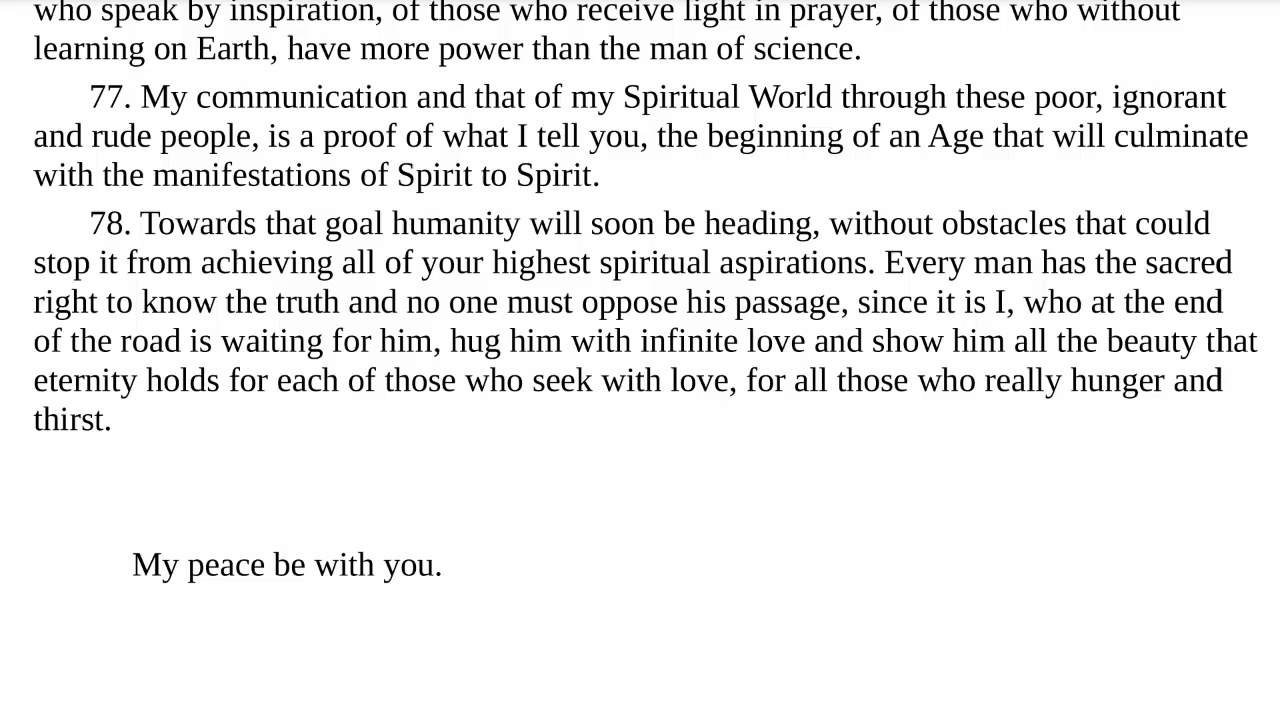 who speak by inspiration, of those who receive light in prayer, of those who without
learning on Earth, have more power than the man of science.
77. My communication and that of my Spiritual World through these poor, ignorant
and rude people, is a proof of what I tell you, the beginning of an Age that will culminate
with the manifestations of Spirit to Spirit.
78. Towards that goal humanity will soon be heading, without obstacles that could
stop it from achieving all of your highest spiritual aspirations. Every man has the sacred
right to know the truth and no one must oppose his passage, since it is I, who at the end
of the road is waiting for him, hug him with infinite love and show him all the beauty that
eternity holds for each of those who seek with love, for all those who really hunger and
thirst.
My peace be with you.